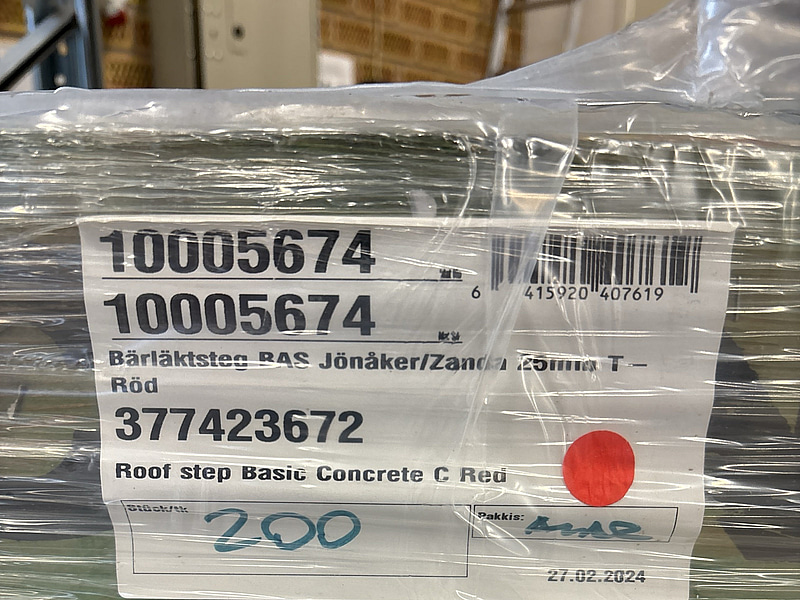 10005674
6 415920 407619
10005674
Bärläktsteg BAS Jönåker/Zanda 25mm T –
Röd
377423672
Roof step Basic Concrete C Red
Stück/tk
200
Pakkis:
27.02.2024